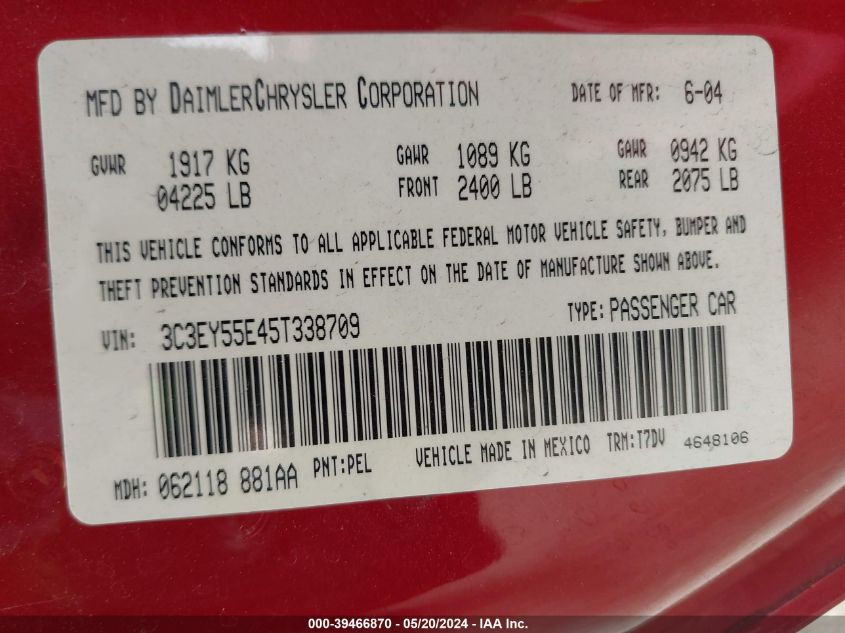 MFD BY DAIMLERCHRYSLER CORPORATION DATE OF MFR: 6-04
GVWR 1917 KG GAWR 1089 KG GAWR 0942 KG
04225 LB FRONT 2400 LB REAR 2075 LB
THIS VEHICLE CONFORMS TO ALL APPLICABLE FEDERAL MOTOR VEHICLE SAFETY, BUMPER AND
THEFT PREVENTION STANDARDS IN EFFECT ON THE DATE OF MANUFACTURE SHOWN ABOVE.
VIN: 3C3EY55E45T338709 TYPE: PASSENGER CAR
MDH: 062118 881AA PNT:PEL VEHICLE MADE IN MEXICO TRM:T7DV 4648106
000-39466870 - 05/20/2024 - IAA, Inc.